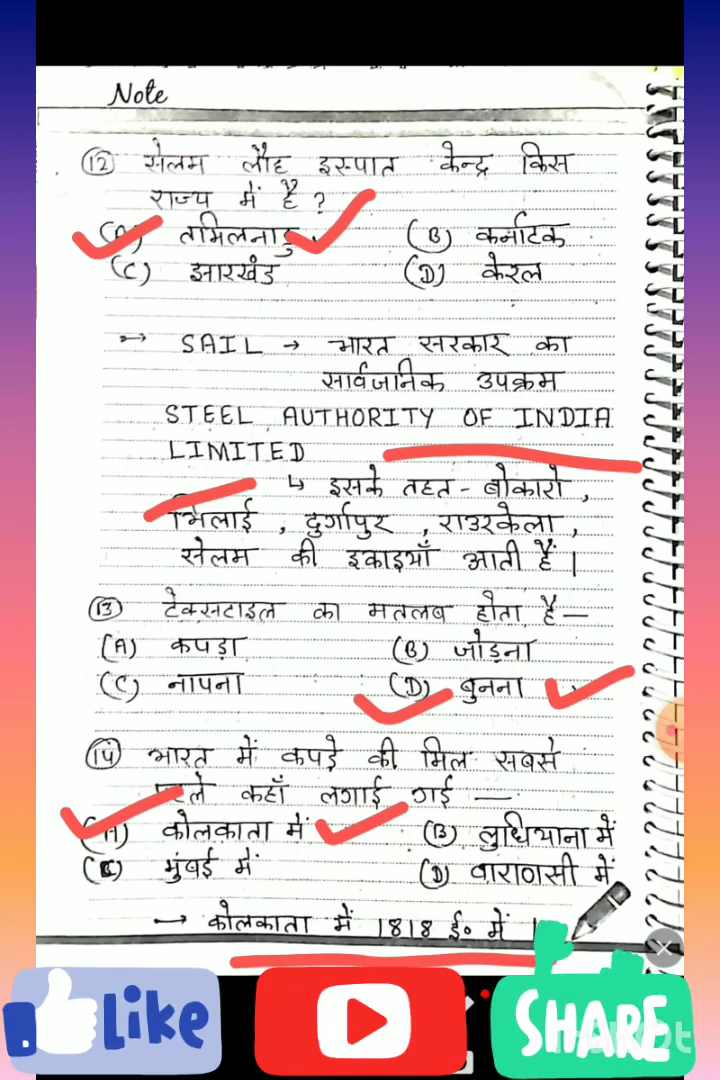 Note
(12) सेलम लौह इस्पात केन्द्र किस
राज्य में है ?
(A) तमिलनाडु (B) कर्नाटक
(C) झारखंड (D) केरल
→ SAIL → भारत सरकार का
सार्वजनिक उपक्रम
STEEL AUTHORITY OF INDIA
LIMITED
↳ इसके तहत - बोकारो ,
भिलाई , दुर्गापुर , राउरकेला ,
सेलम की इकाइयाँ आती हैं |
(13) टेक्सटाइल का मतलब होता है —
(A) कपड़ा (B) जोड़ना
(C) नापना (D) बुनना
(14) भारत में कपड़े की मिल सबसे
पहले कहाँ लगाई गई —
(A) कोलकाता में (B) लुधियाना में
(C) मुंबई में (D) वाराणसी में
→ कोलकाता में 1818 ई० में |
Like
SHARE